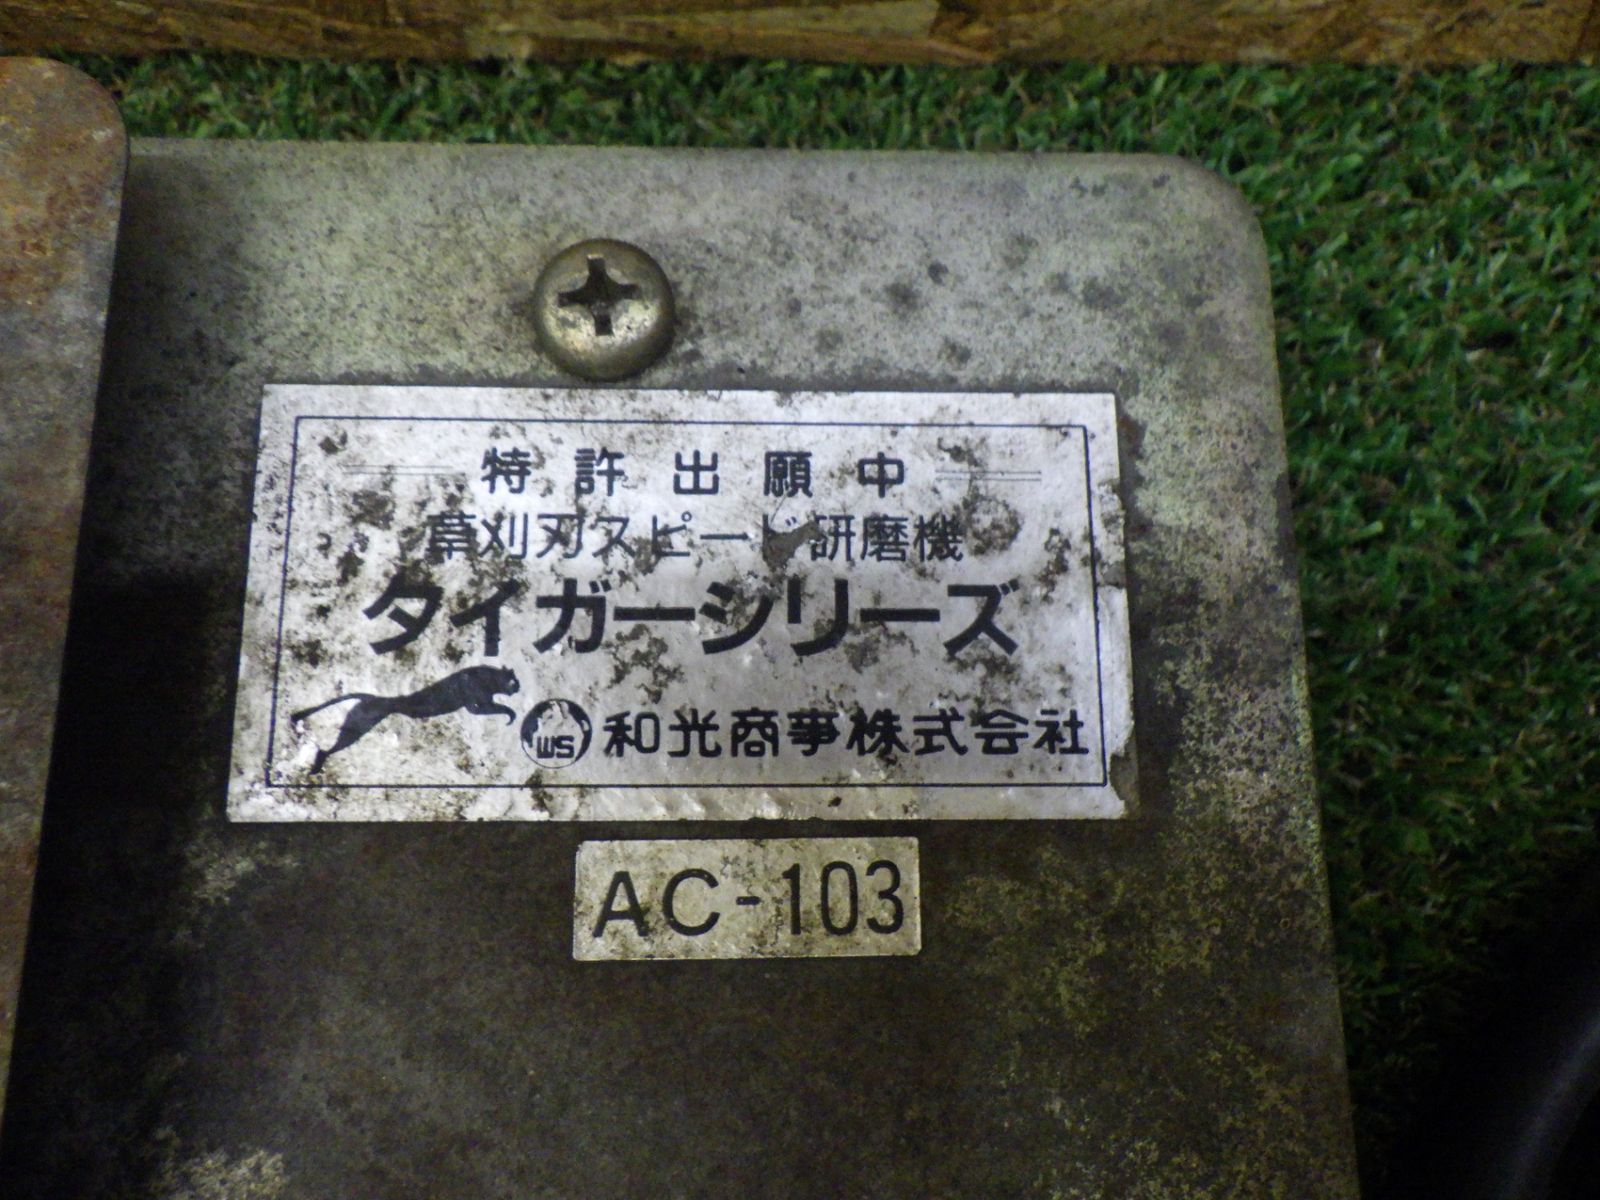 特許出願中
草刈刃スピード研磨機
タイガーシリーズ
WS 和光商事株式会社
AC-103